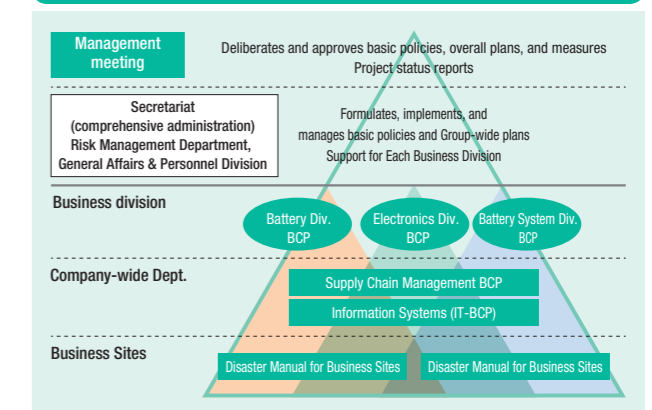 Management
meeting
Deliberates and approves basic policies, overall plans, and measures
Project status reports
Secretariat
(comprehensive administration)
Risk Management Department,
General Affairs & Personnel Division
Formulates, implements, and
manages basic policies and Group-wide plans
Support for Each Business Division
Business division
Battery Div.
BCP
Electronics Div.
BCP
Battery System Div.
BCP
Company-wide Dept.
Supply Chain Management BCP
Information Systems (IT-BCP)
Business Sites
Disaster Manual for Business Sites
Disaster Manual for Business Sites